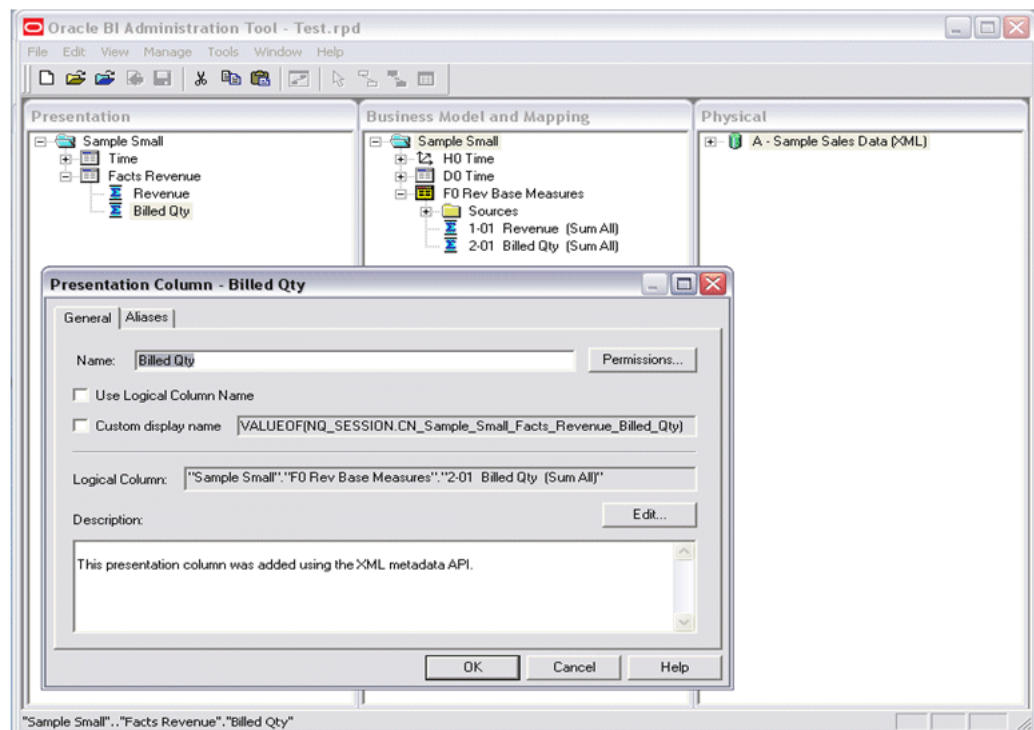 Oracle BI Administration Tool - Test.rpd
File Edit View Manage Tools Window Help
Presentation
Sample Small
Time
Facts Revenue
Revenue
Billed Qty
Business Model and Mapping
Sample Small
H0 Time
D0 Time
F0 Rev Base Measures
Sources
1-01 Revenue (Sum All)
2-01 Billed Qty (Sum All)
Physical
A - Sample Sales Data (XML)
Presentation Column - Billed Qty
General Aliases
Name: Billed Qty Permissions...
Use Logical Column Name
Custom display name VALUEOF(NQ_SESSION.CN_Sample_Small_Facts_Revenue_Billed_Qty)
Logical Column: "Sample Small"."F0 Rev Base Measures"."2-01 Billed Qty (Sum All)"
Description: Edit...
This presentation column was added using the XML metadata API.
OK Cancel Help
"Sample Small".."Facts Revenue"."Billed Qty"